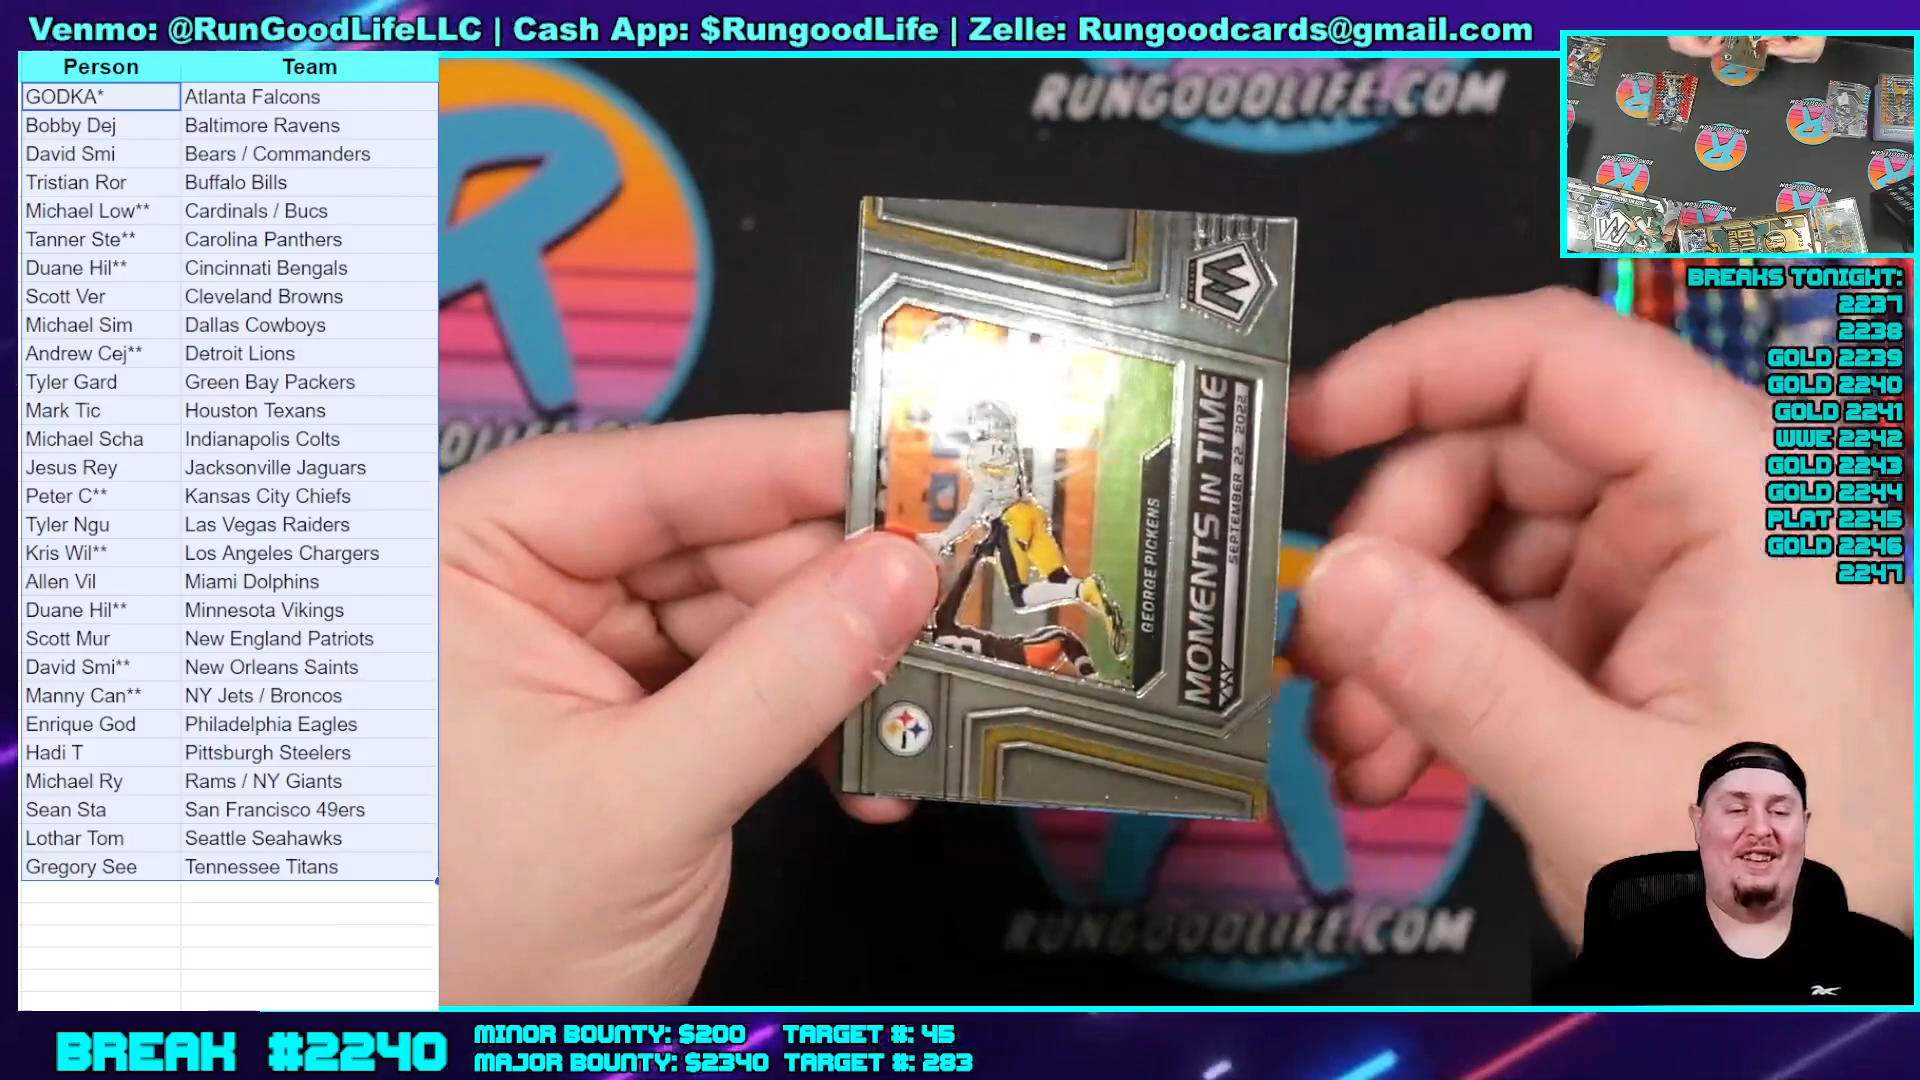 Venmo: @RunGoodLifeLLC | Cash App: $RungoodLife | Zelle: Rungoodcards@gmail.com
Person Team
GODKA* Atlanta Falcons
Bobby Dej Baltimore Ravens
David Smi Bears / Commanders
Tristian Ror Buffalo Bills
Michael Low** Cardinals / Bucs
Tanner Ste** Carolina Panthers
Duane Hil** Cincinnati Bengals
Scott Ver Cleveland Browns
Michael Sim Dallas Cowboys
Andrew Cej** Detroit Lions
Tyler Gard Green Bay Packers
Mark Tic Houston Texans
Michael Scha Indianapolis Colts
Jesus Rey Jacksonville Jaguars
Peter C** Kansas City Chiefs
Tyler Ngu Las Vegas Raiders
Kris Wil** Los Angeles Chargers
Allen Vil Miami Dolphins
Duane Hil** Minnesota Vikings
Scott Mur New England Patriots
David Smi** New Orleans Saints
Manny Can** NY Jets / Broncos
Enrique God Philadelphia Eagles
Hadi T Pittsburgh Steelers
Michael Ry Rams / NY Giants
Sean Sta San Francisco 49ers
Lothar Tom Seattle Seahawks
Gregory See Tennessee Titans
RUNGOODLIFE.COM
MOSAIC
MOMENTS IN TIME
SEPTEMBER 22, 2022
GEORGE PICKENS
RUNGOODLIFE.COM
BREAKS TONIGHT:
2237
2238
GOLD 2239
GOLD 2240
GOLD 2241
WWE 2242
GOLD 2243
GOLD 2244
PLAT 2245
GOLD 2246
2247
BREAK #2240
MINOR BOUNTY: $200 TARGET #: 45
MAJOR BOUNTY: $2340 TARGET #: 283